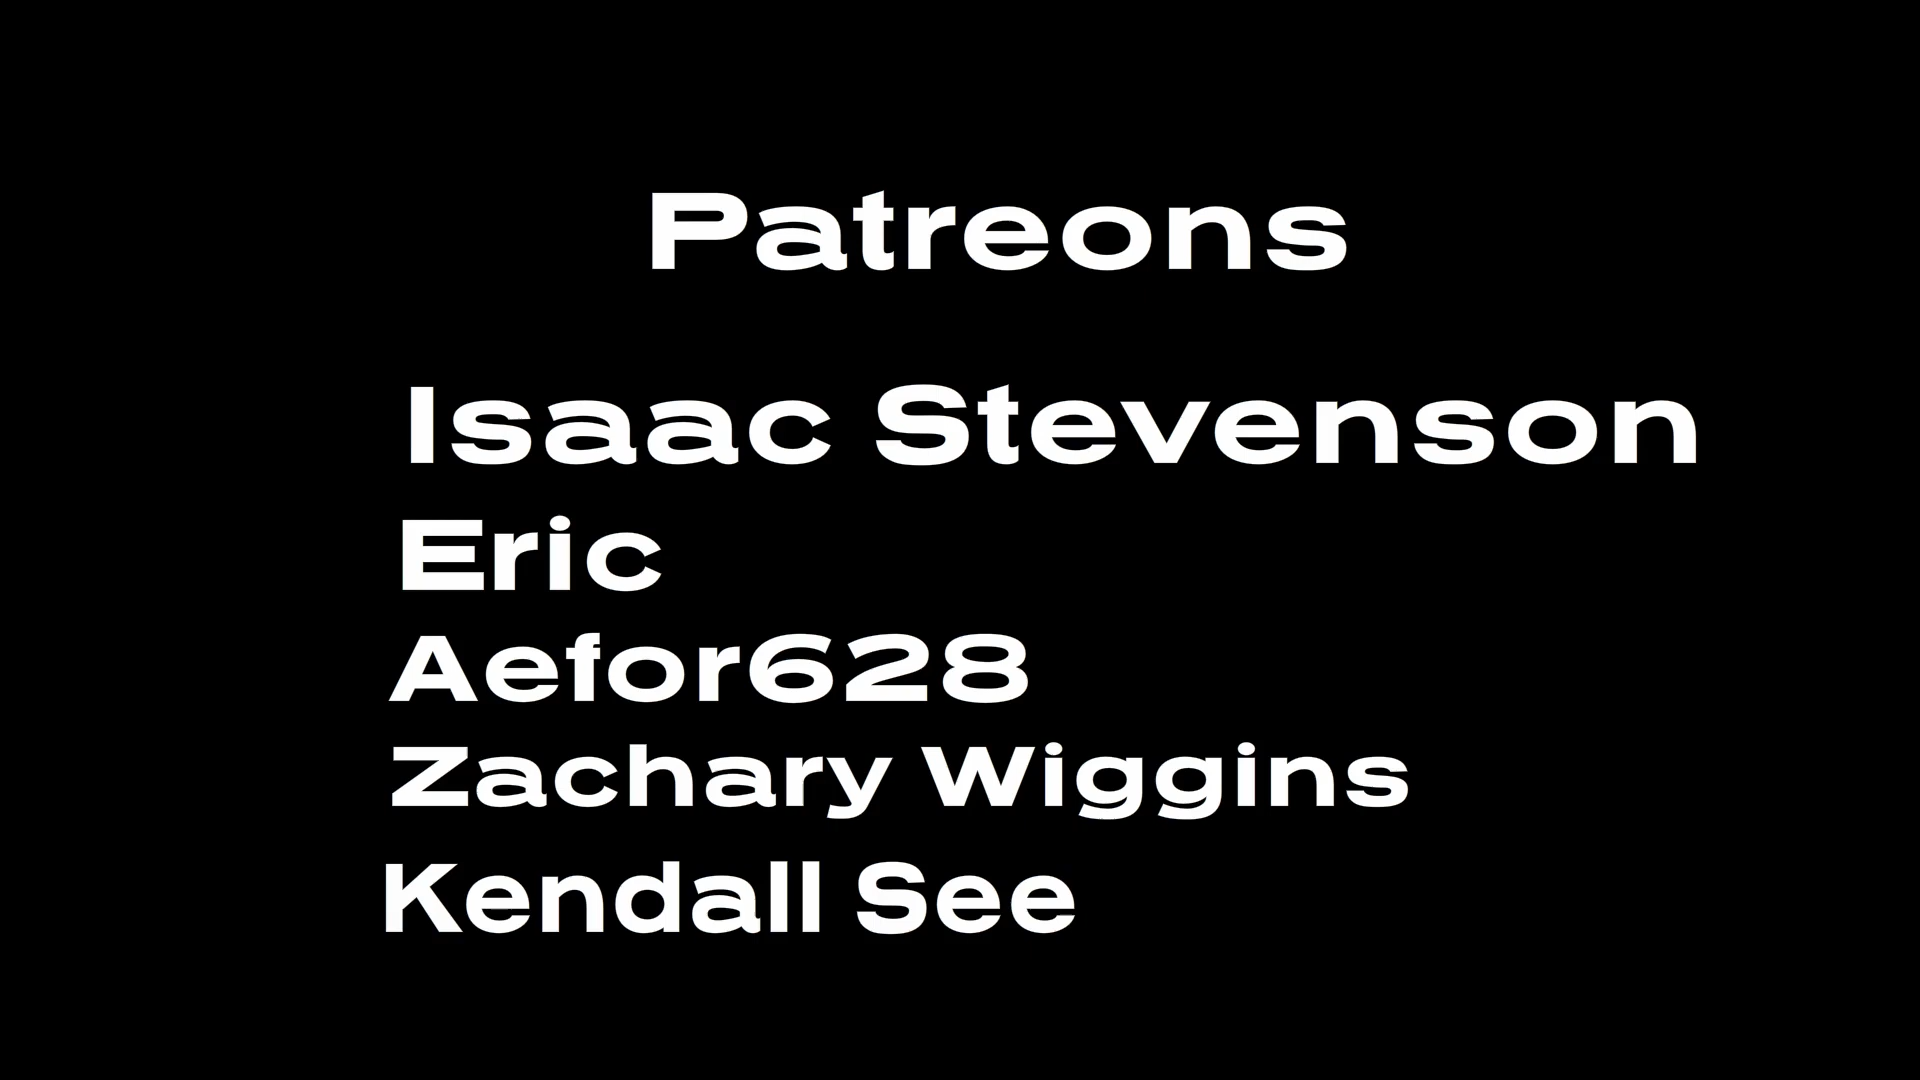 Patreons
Isaac Stevenson
Eric
Aefor628
Zachary Wiggins
Kendall See